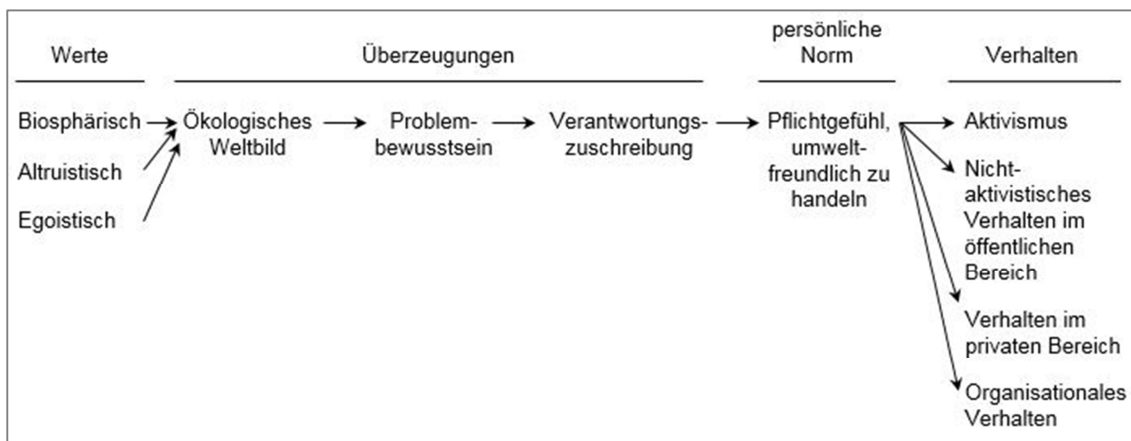 Werte
Überzeugungen
persönliche
Norm
Verhalten
Biosphärisch
Altruistisch
Egoistisch
Ökologisches
Weltbild
Problem-
bewusstsein
Verantwortungs-
zuschreibung
Pflichtgefühl,
umwelt-
freundlich zu
handeln
Aktivismus
Nicht-
aktivistisches
Verhalten im
öffentlichen
Bereich
Verhalten im
privaten Bereich
Organisationales
Verhalten